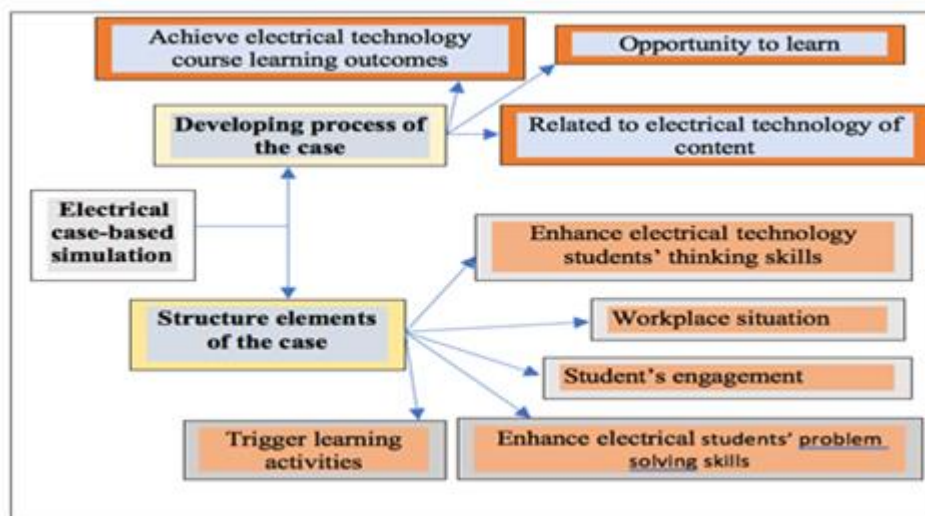 Achieve electrical technology
course learning outcomes
Opportunity to learn
Developing process of
the case
Related to electrical technology of
content
Electrical
case-based
simulation
Enhance electrical technology
students’ thinking skills
Structure elements
of the case
Workplace situation
Student’s engagement
Trigger learning
activities
Enhance electrical students’ problem
solving skills